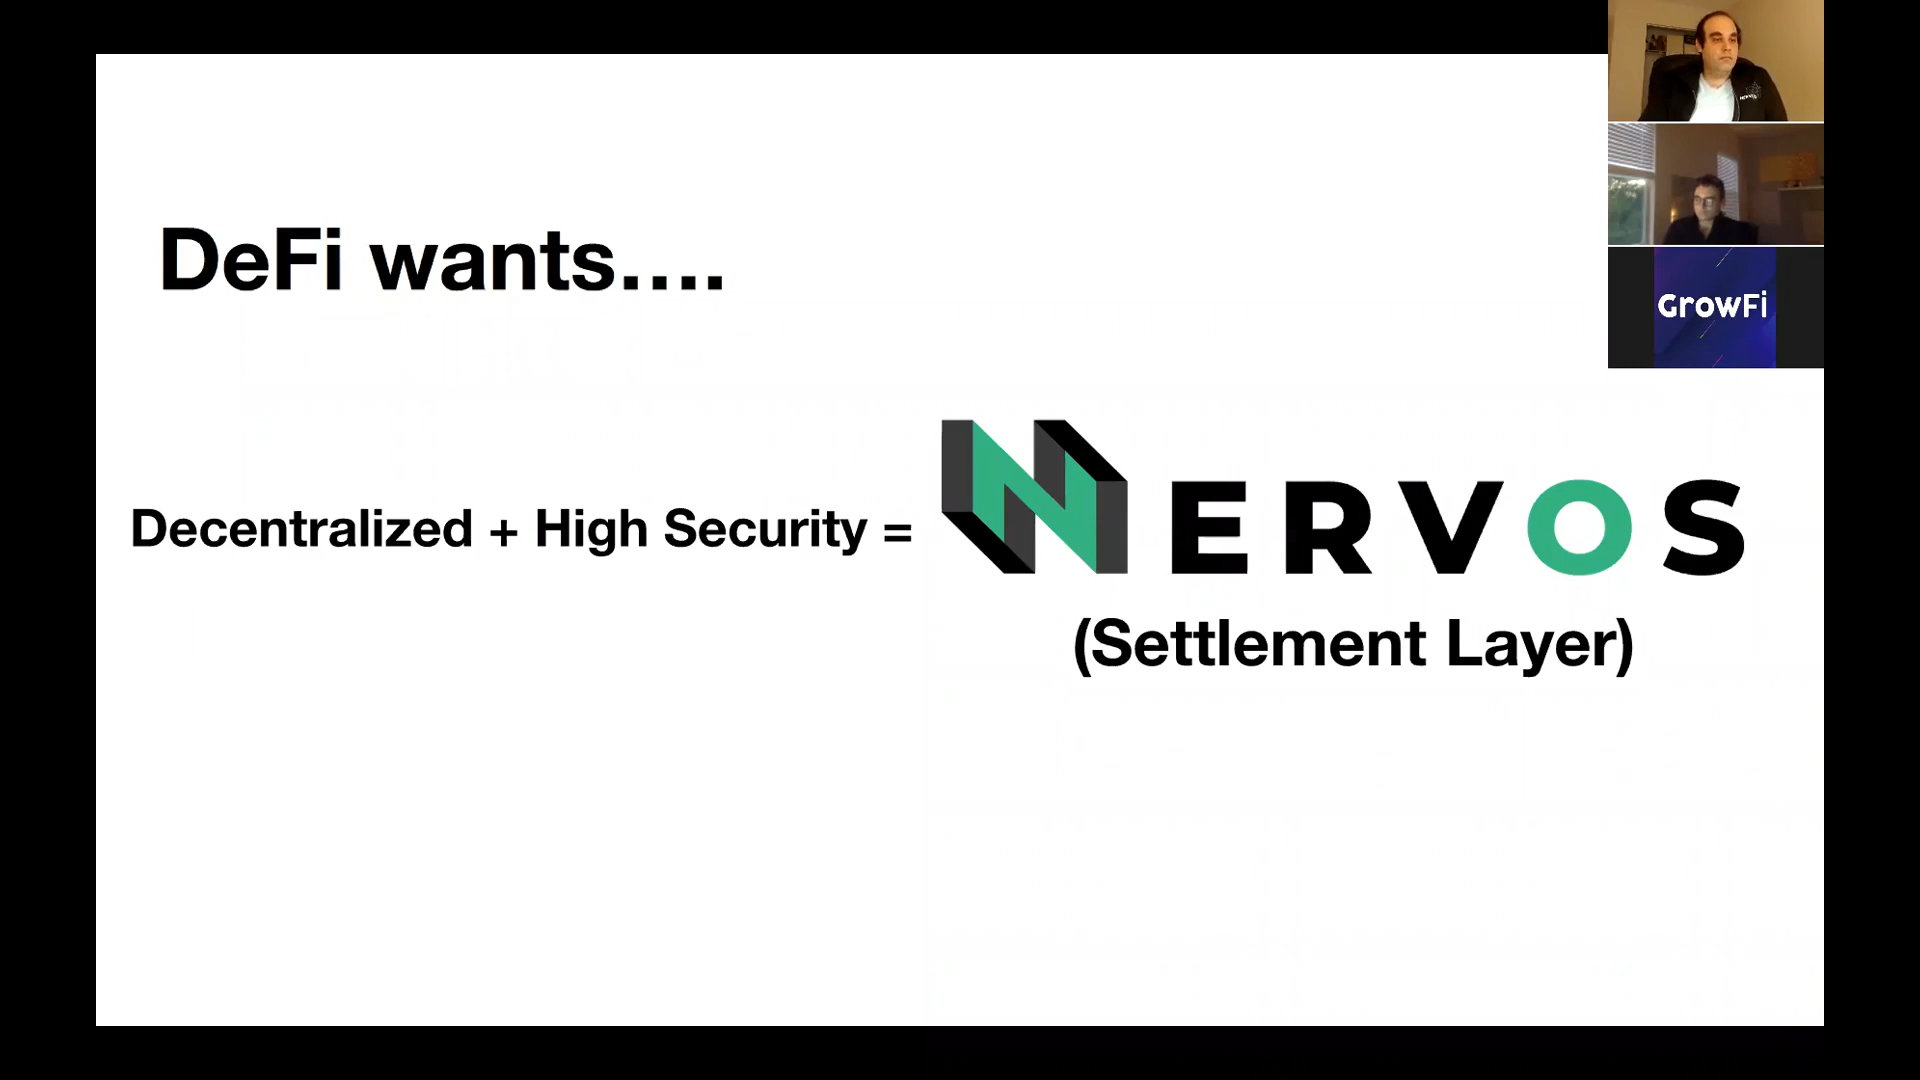 DeFi wants....
Decentralized + High Security =
NERVOS
(Settlement Layer)
GrowFi